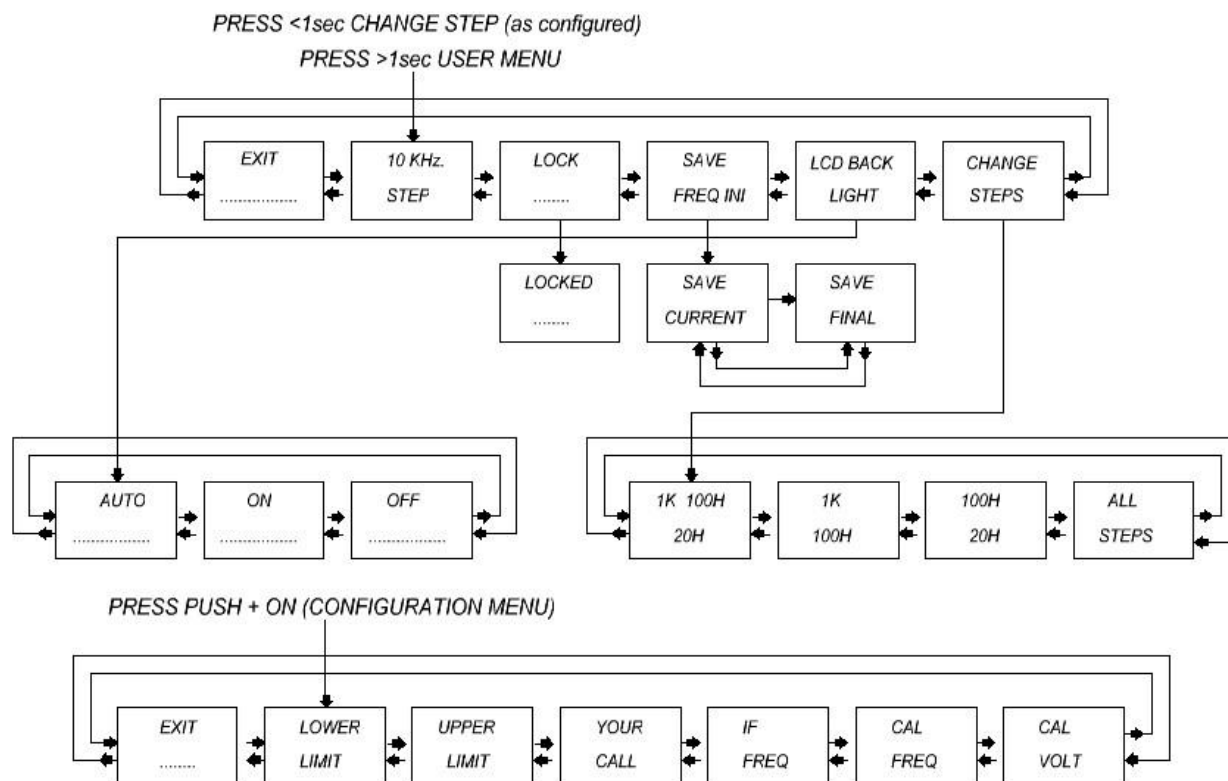 PRESS <1sec CHANGE STEP (as configured)
PRESS >1sec USER MENU
EXIT
..................
10 KHz.
STEP
LOCK
........
SAVE
FREQ INI
LCD BACK
LIGHT
CHANGE
STEPS
LOCKED
........
SAVE
CURRENT
SAVE
FINAL
AUTO
..................
ON
..................
OFF
..................
1K 100H
20H
1K
100H
100H
20H
ALL
STEPS
PRESS PUSH + ON (CONFIGURATION MENU)
EXIT
........
LOWER
LIMIT
UPPER
LIMIT
YOUR
CALL
IF
FREQ
CAL
FREQ
CAL
VOLT